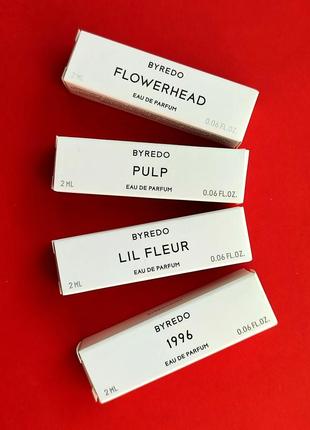 BYREDO
FLOWERHEAD
EAU DE PARFUM
2 ML
0.06 FL.OZ.
BYREDO
PULP
EAU DE PARFUM
2 ML
0.06 FL.OZ.
BYREDO
LIL FLEUR
EAU DE PARFUM
2 ML
0.06 FL.OZ.
BYREDO
1996
EAU DE PARFUM
2 ML
0.06 FL.OZ.